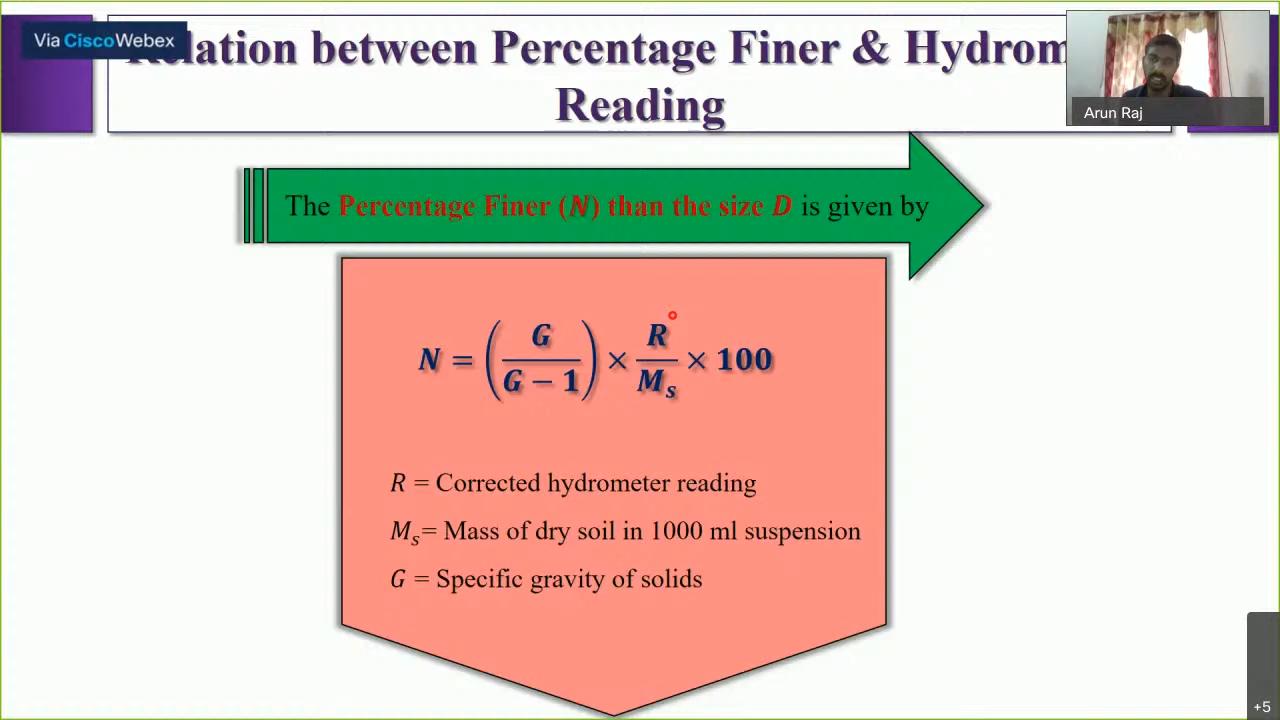 Via Cisco Webex
lation between Percentage Finer & Hydrom
Reading
Arun Raj
The Percentage Finer (N) than the size D is given by
N = (G / G − 1) × R / Mₛ × 100
R = Corrected hydrometer reading
Mₛ= Mass of dry soil in 1000 ml suspension
G = Specific gravity of solids
+5